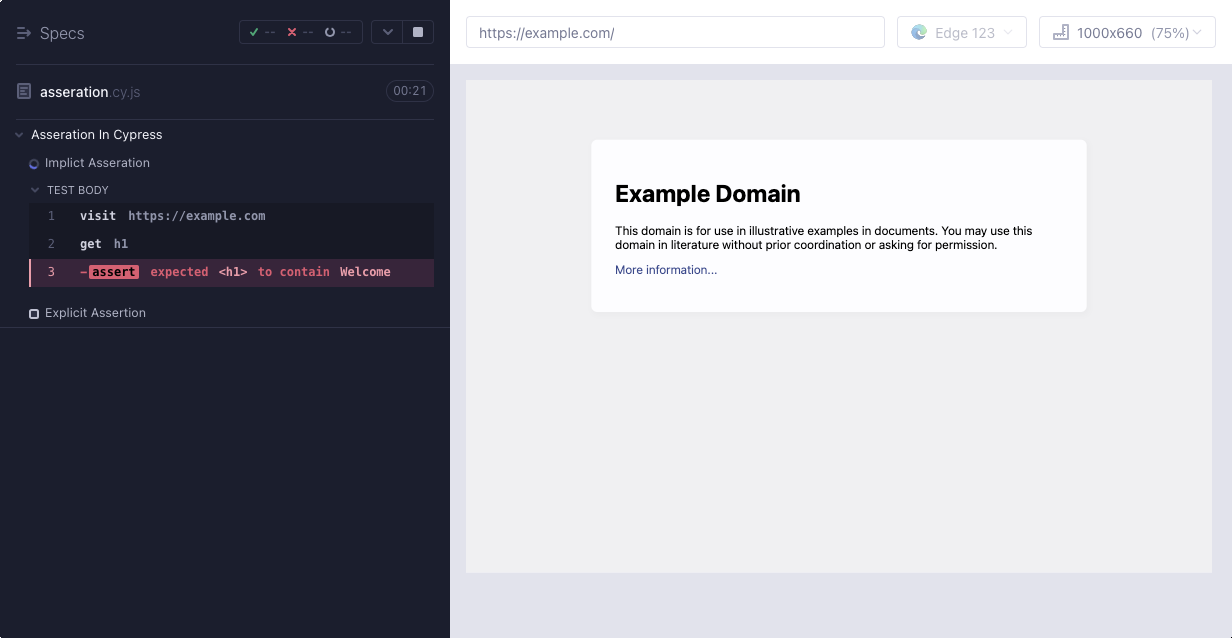 Specs
-- -- --
asseration.cy.js 00:21
Asseration In Cypress
Implict Asseration
TEST BODY
1 visit https://example.com
2 get h1
3 -assert expected <h1> to contain Welcome
Explicit Assertion
https://example.com/
Edge 123
1000x660 (75%)
Example Domain
This domain is for use in illustrative examples in documents. You may use this
domain in literature without prior coordination or asking for permission.
More information...